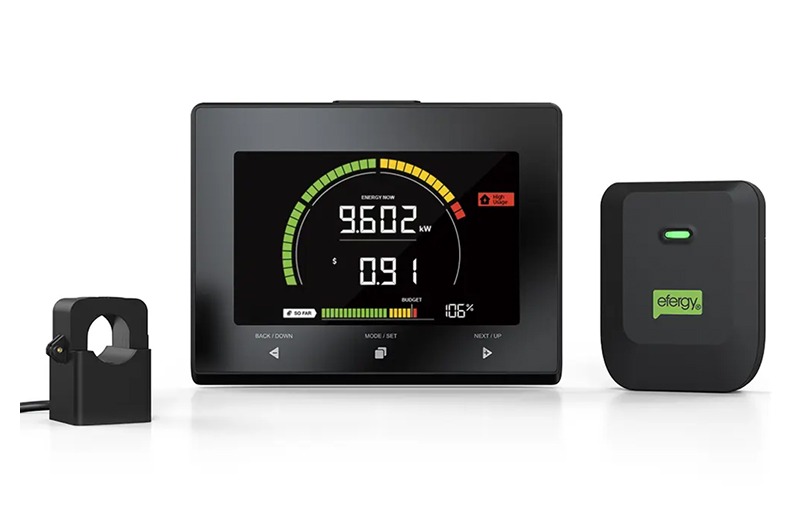 ENERGY NOW
9.602 kW
High
Usage
$ 0.91
BUDGET
SO FAR
106%
BACK / DOWN
MODE / SET
NEXT / UP
efergy®